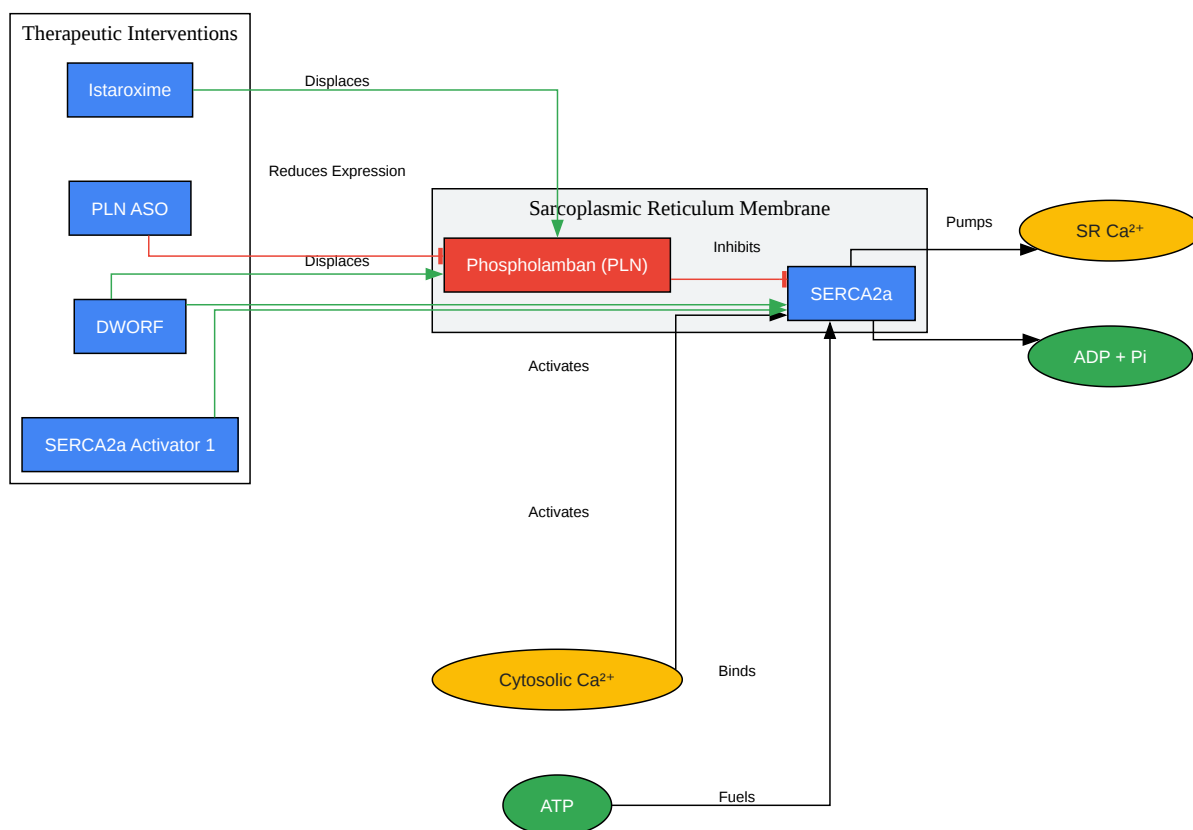 Therapeutic Interventions
Istaroxime
Displaces
Reduces Expression
PLN ASO
Sarcoplasmic Reticulum Membrane
Pumps
SR Ca²⁺
Phospholamban (PLN)
Inhibits
Displaces
SERCA2a
DWORF
ADP + Pi
Activates
SERCA2a Activator 1
Activates
Cytosolic Ca²⁺
Binds
ATP
Fuels